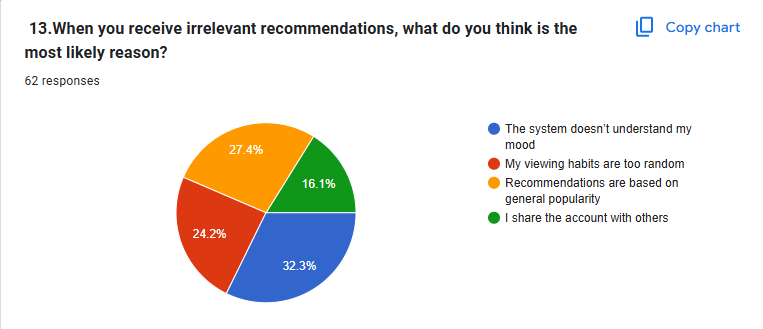 13.When you receive irrelevant recommendations, what do you think is the
most likely reason?
Copy chart
62 responses
27.4%
16.1%
24.2%
32.3%
The system doesn’t understand my
mood
My viewing habits are too random
Recommendations are based on
general popularity
I share the account with others